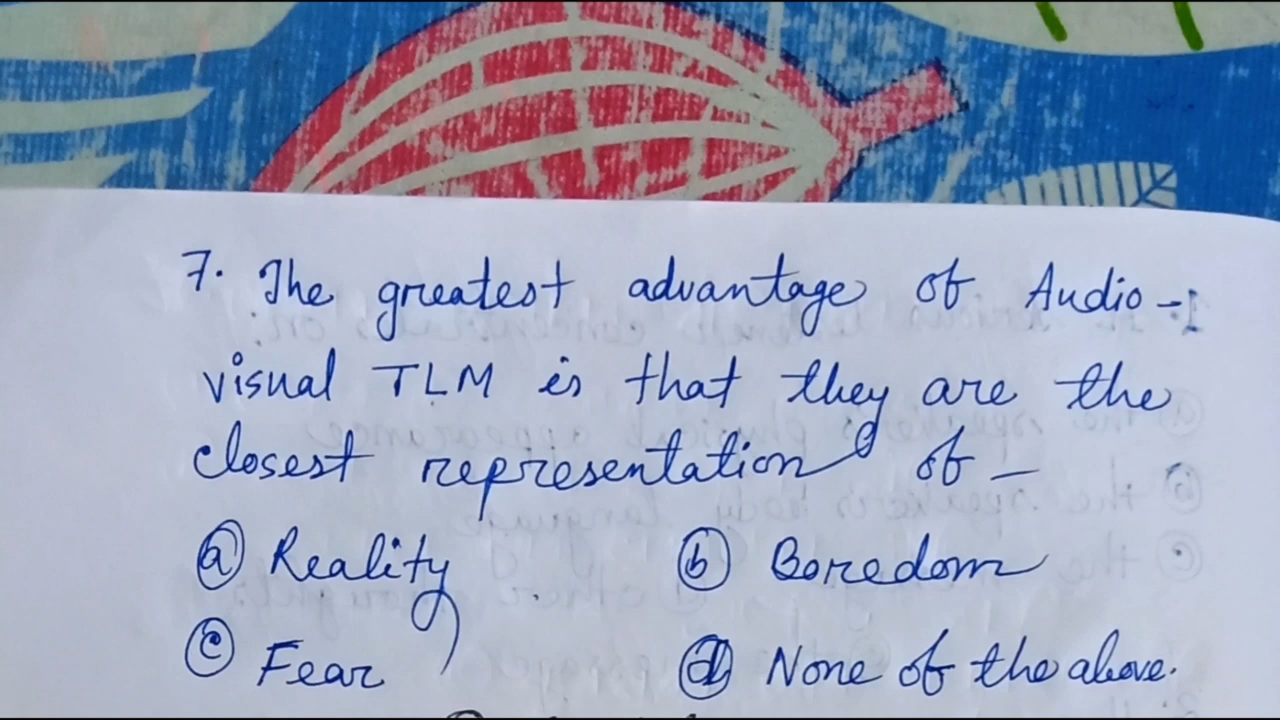 7. The greatest advantage of Audio-
visual TLM is that they are the
closest representation of —
(a) Reality (b) Boredom
(c) Fear (d) None of the above.